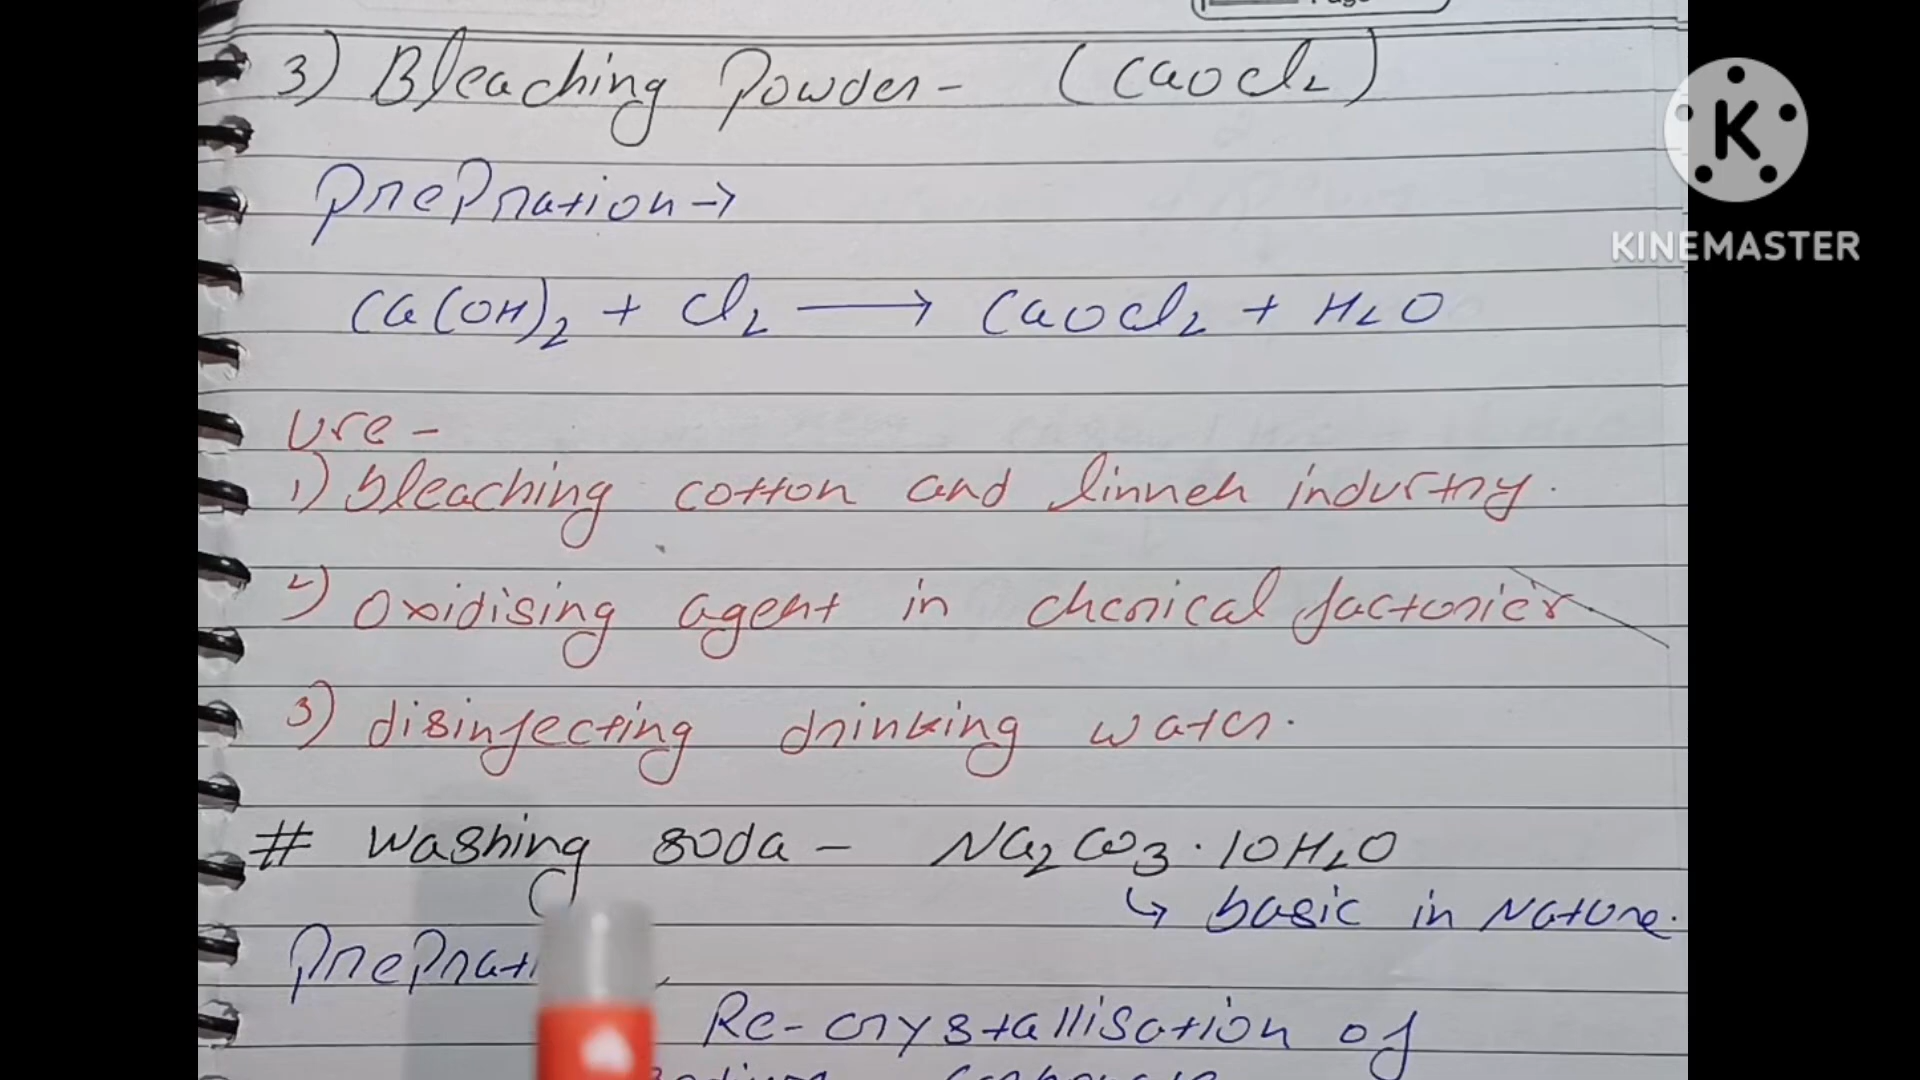 3) Bleaching Powder - (CaOCl2)
KINEMASTER
Prepration →
Ca(OH)2 + Cl2 → CaOCl2 + H2O
Use -
1) bleaching cotton and linnen industry.
2) Oxidising agent in chemical factories
3) disinfecting drinking water.
# Washing soda - Na2CO3 · 10H2O
↳ basic in Nature.
Preprati
Re-crystallisation of